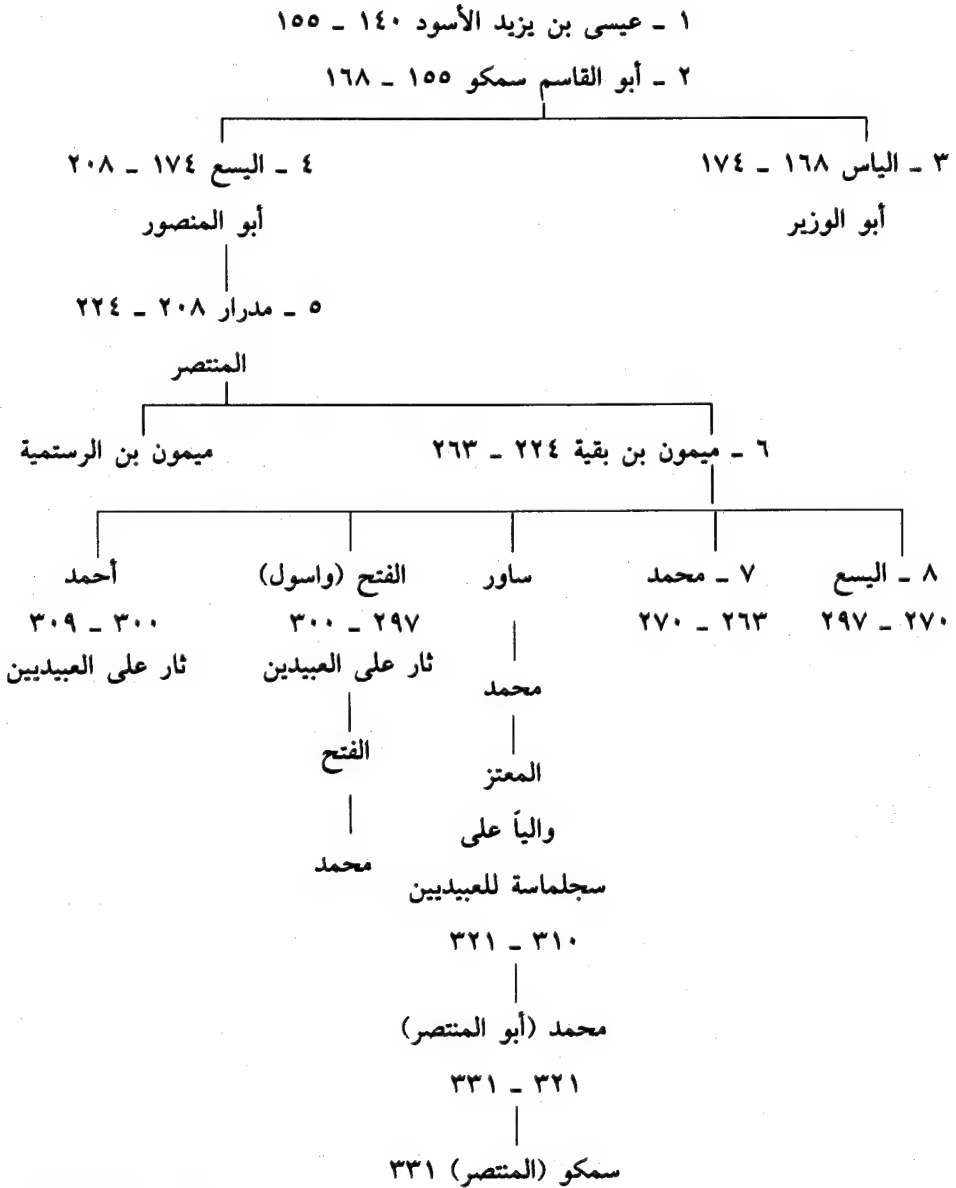 ١ ـ عيسى بن يزيد الأسود ١٤٠ ـ ١٥٥
٢ ـ أبو القاسم سمكو ١٥٥ ـ ١٦٨
٣ ـ الياس ١٦٨ ـ ١٧٤
أبو الوزير
٤ ـ اليسع ١٧٤ ـ ٢٠٨
أبو المنصور
٥ ـ مدرار ٢٠٨ ـ ٢٢٤
المنتصر
٦ ـ ميمون بن بقية ٢٢٤ ـ ٢٦٣
ميمون بن الرستمية
٨ ـ اليسع
٢٧٠ ـ ٢٩٧
٧ ـ محمد
٢٦٣ ـ ٢٧٠
ساور
محمد
المعتز
والياً على
سجلماسة للعبيديين
٣١٠ ـ ٣٢١
محمد (أبو المنتصر)
٣٢١ ـ ٣٣١
سمكو (المنتصر) ٣٣١
الفتح (واسول)
٢٩٧ ـ ٣٠٠
ثار على العبيدين
الفتح
محمد
أحمد
٣٠٠ ـ ٣٠٩
ثار على العبيديين